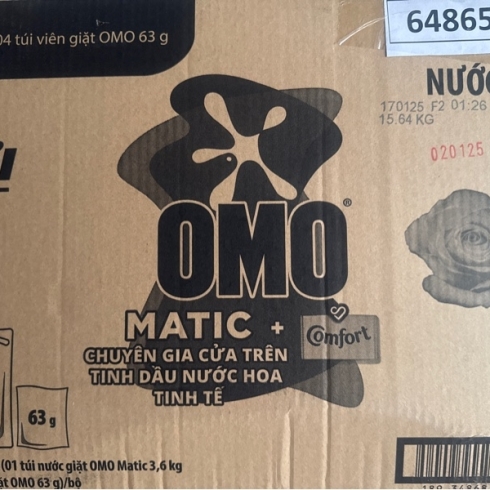 04 túi viên giặt OMO 63 g
64865
NƯỚC
170125 F2 01:26
15.64 KG
020125
OMO®
MATIC + Comfort
CHUYÊN GIA CỬA TRÊN
TINH DẦU NƯỚC HOA
TINH TẾ
63 g
(01 túi nước giặt OMO Matic 3,6 kg
ặt OMO 63 g)/bộ